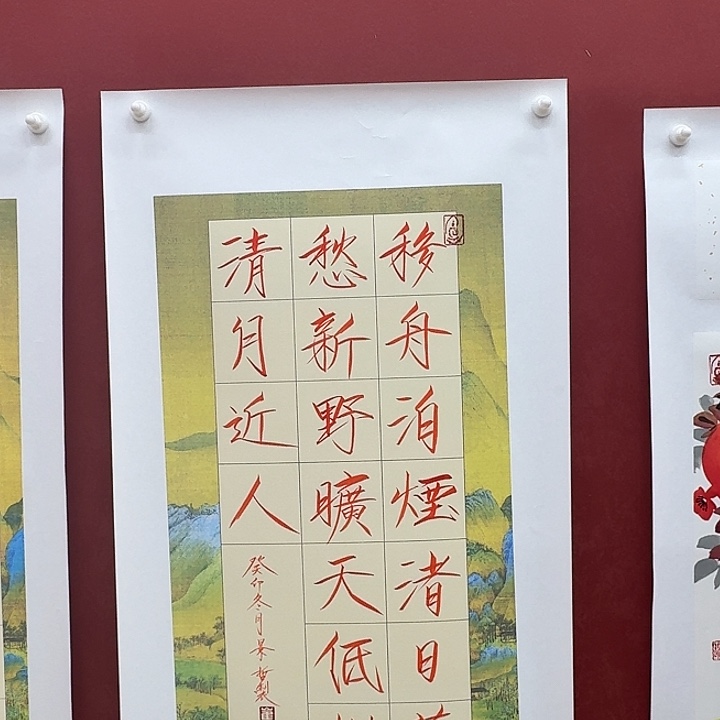 移舟泊煙渚日
愁新野曠天低
清月近人
癸卯冬月